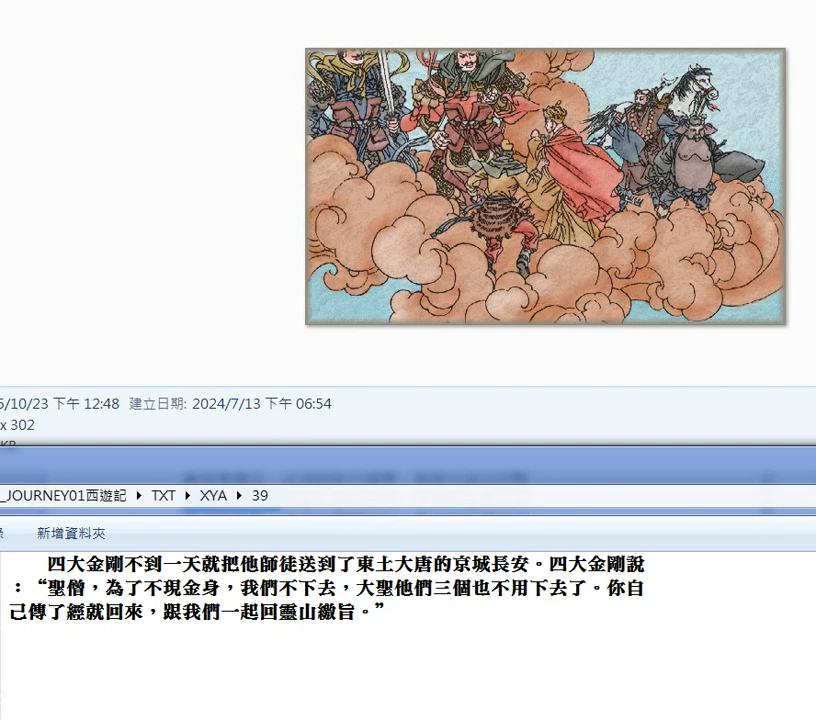 5/10/23 下午 12:48 建立日期: 2024/7/13 下午 06:54
x 302
KB
_JOURNEY01西遊記 ▸ TXT ▸ XYA ▸ 39
新增資料夾
四大金剛不到一天就把他師徒送到了東土大唐的京城長安。四大金剛說
：“聖僧，為了不現金身，我們不下去，大聖他們三個也不用下去了。你自
己傳了經就回來，跟我們一起回靈山繳旨。”